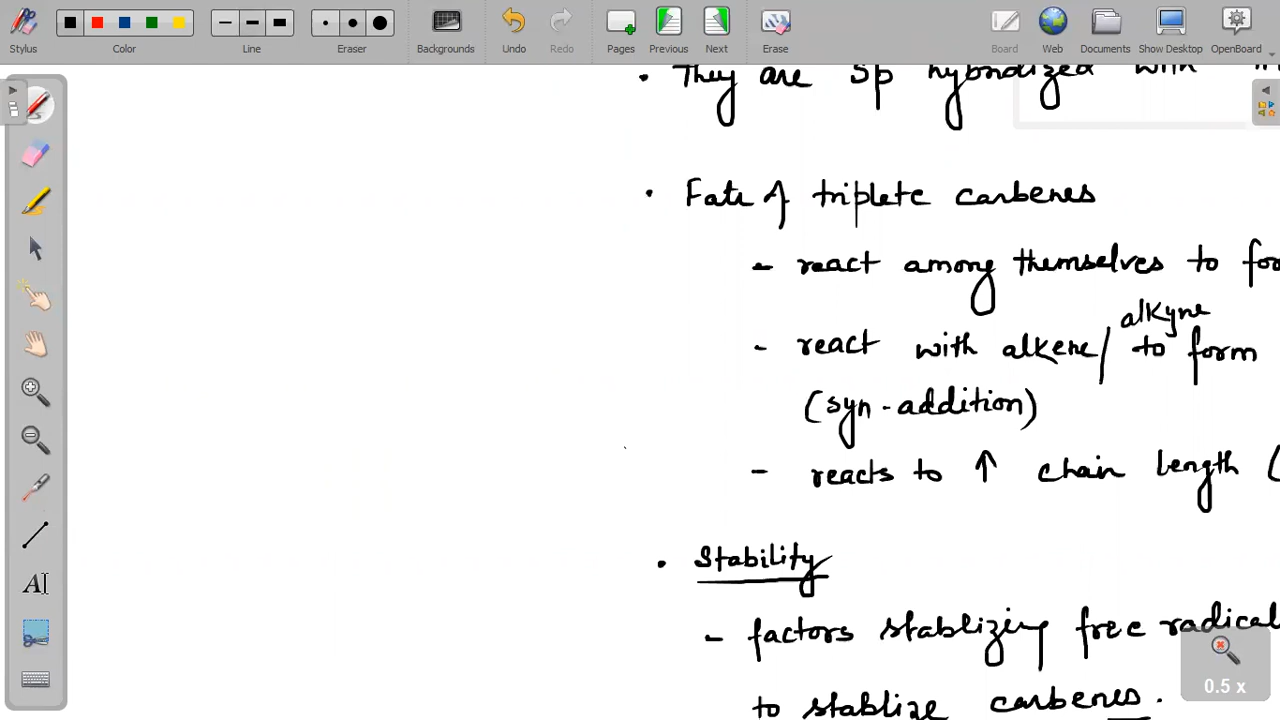 Stylus Color Line Eraser Backgrounds Undo Redo Pages Previous Next Erase Board Web Documents Show Desktop OpenBoard
• They are sp hybridized with
• Fate of triplete carbenes
- react among themselves to fo
alkyne
- react with alkene/ to form
(syn-addition)
- reacts to ↑ chain length (
• Stability
- factors stablizing free radical
to stablize carbenes.
0.5 x